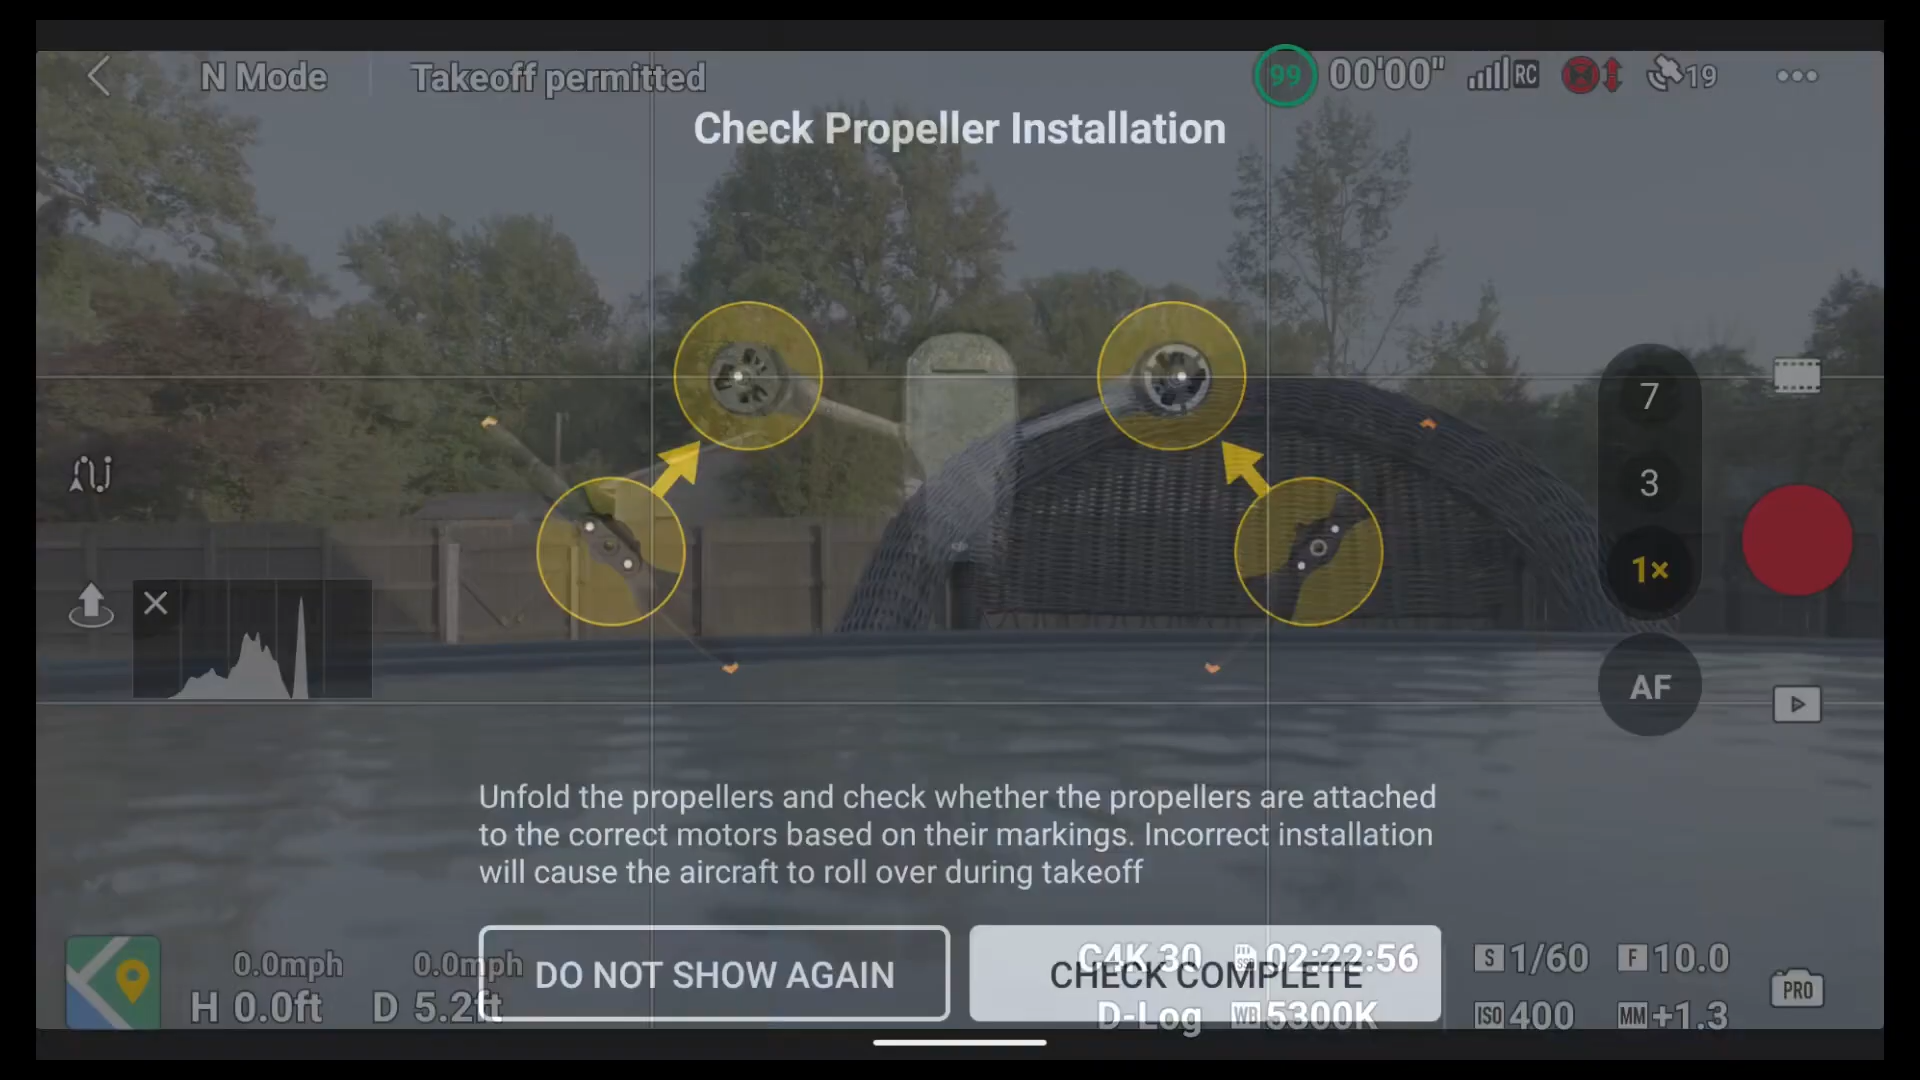 N Mode
Takeoff permitted
99
00'00"
RC
19
Check Propeller Installation
7
3
1×
AF
Unfold the propellers and check whether the propellers are attached
to the correct motors based on their markings. Incorrect installation
will cause the aircraft to roll over during takeoff
DO NOT SHOW AGAIN
CHECK COMPLETE
0.0mph
0.0mph
H 0.0ft
D 5.2ft
C4K 30
SSD 02:22:56
D-Log
WB 5300K
S 1/60
F 10.0
ISO 400
MM +1.3
PRO